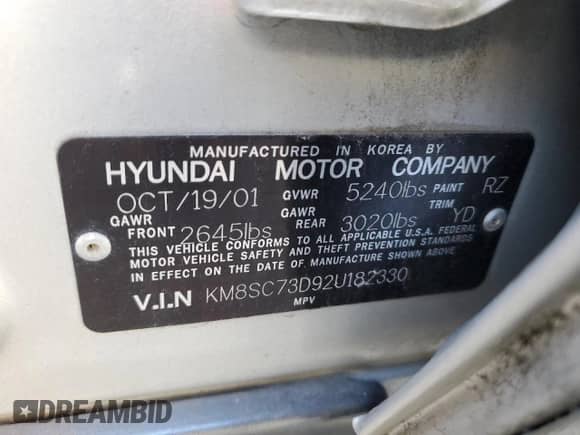 MANUFACTURED IN KOREA BY
HYUNDAI MOTOR COMPANY
OCT/19/01 GVWR 5240lbs PAINT RZ
GAWR FRONT 2645lbs GAWR REAR 3020lbs TRIM YD
THIS VEHICLE CONFORMS TO ALL APPLICABLE U.S.A. FEDERAL
MOTOR VEHICLE SAFETY AND THEFT PREVENTION STANDARDS
IN EFFECT ON THE DATE OF MANUFACTURE SHOWN ABOVE
V.I.N KM8SC73D92U182330
MPV
DREAMBID